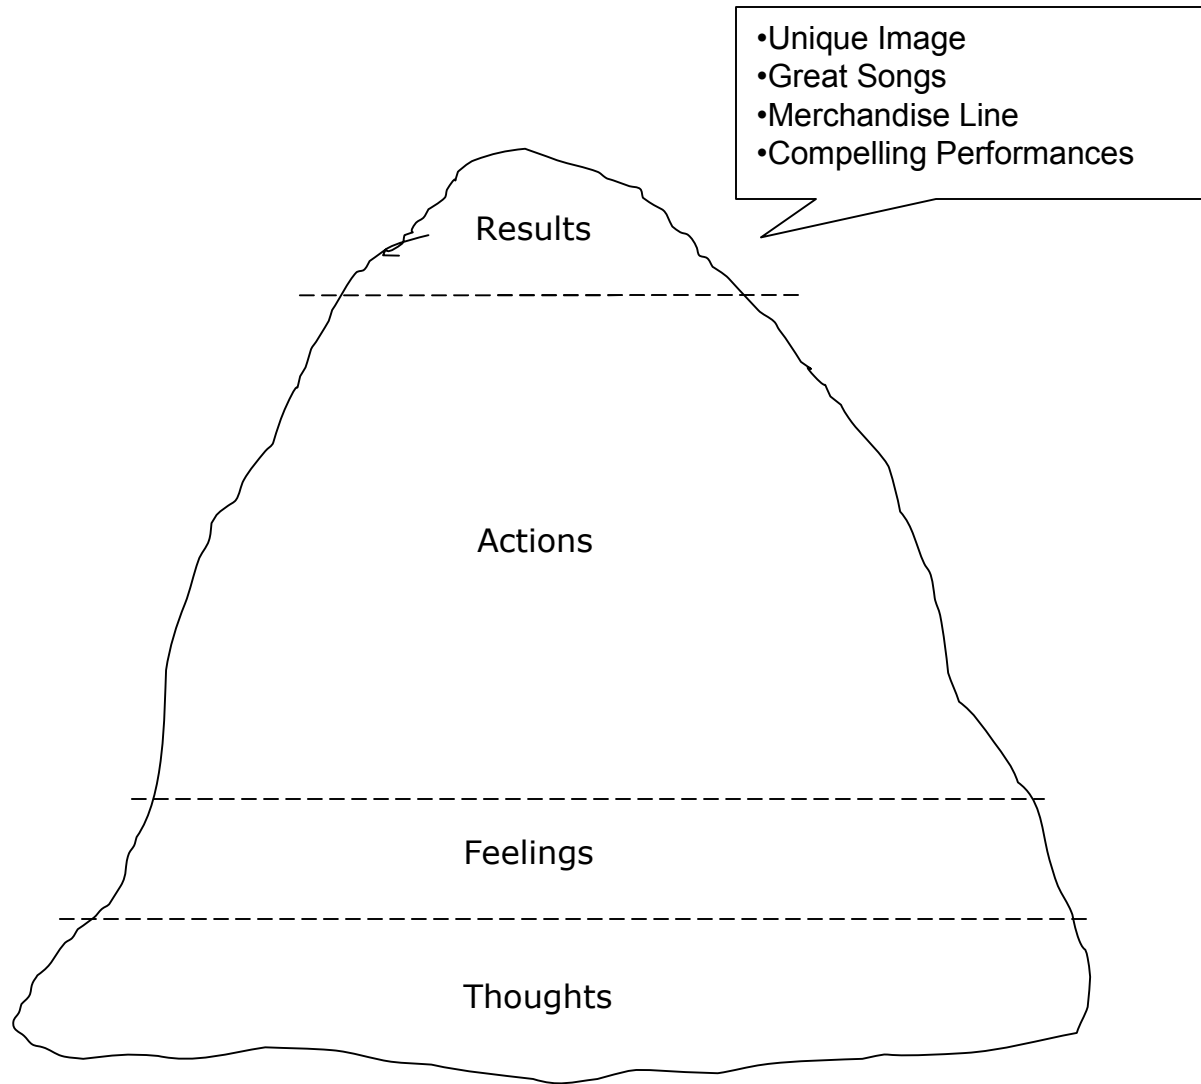 •Unique Image
•Great Songs
•Merchandise Line
•Compelling Performances
Results
Actions
Feelings
Thoughts